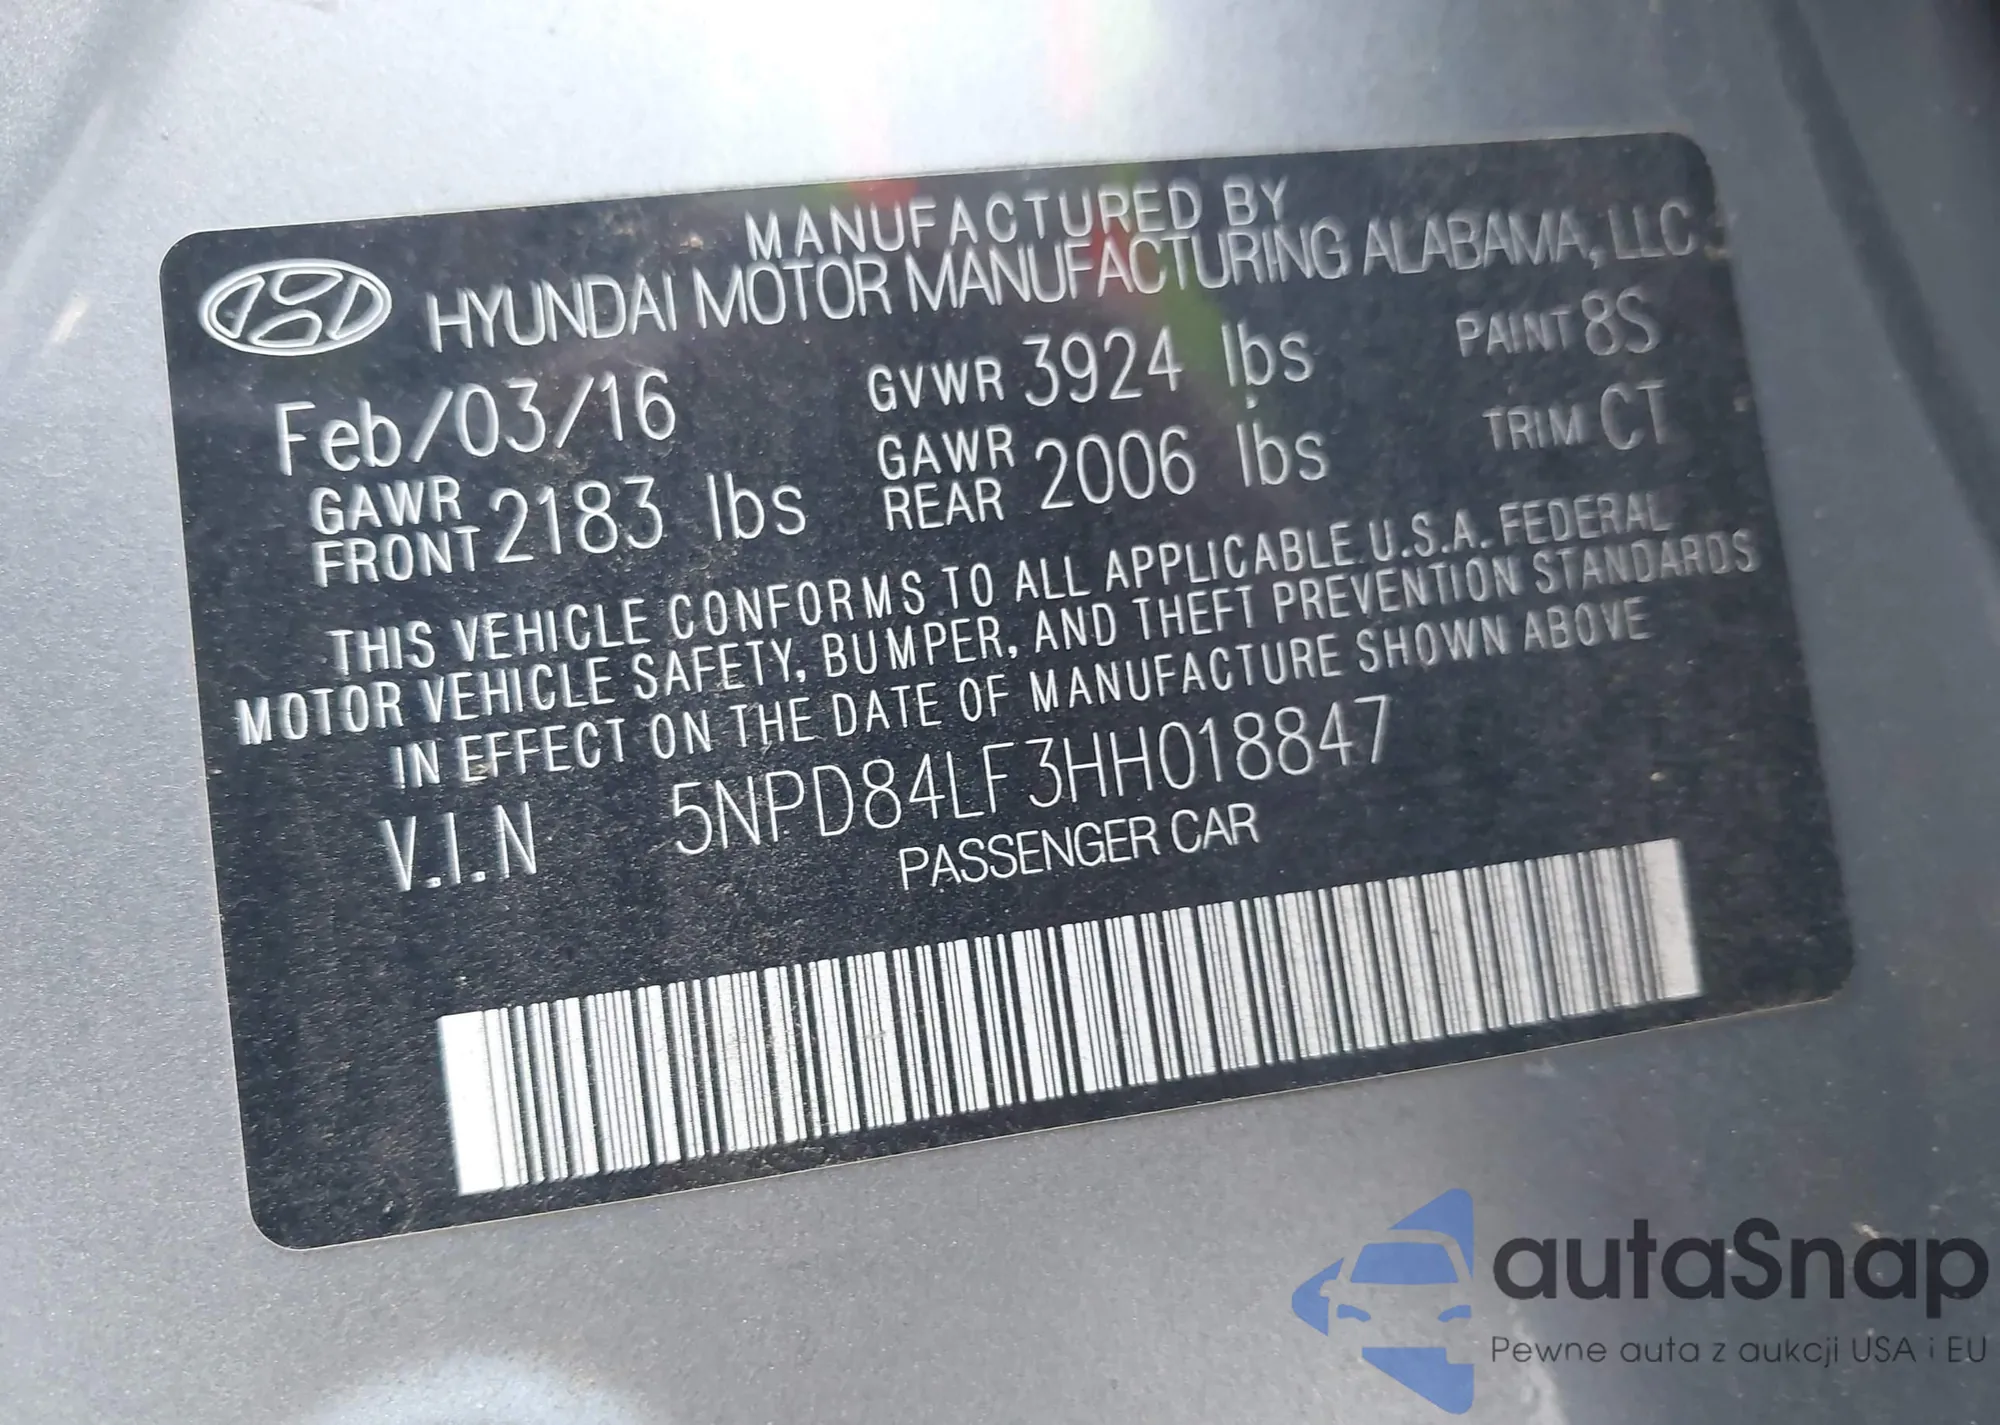 MANUFACTURED BY
HYUNDAI MOTOR MANUFACTURING ALABAMA, LLC
Feb/03/16 GVWR 3924 lbs PAINT 8S
GAWR FRONT 2183 lbs GAWR REAR 2006 lbs TRIM CT
THIS VEHICLE CONFORMS TO ALL APPLICABLE U.S.A. FEDERAL
MOTOR VEHICLE SAFETY, BUMPER, AND THEFT PREVENTION STANDARDS
IN EFFECT ON THE DATE OF MANUFACTURE SHOWN ABOVE
V.I.N 5NPD84LF3HH018847
PASSENGER CAR
autaSnap
Pewne auta z aukcji USA i EU